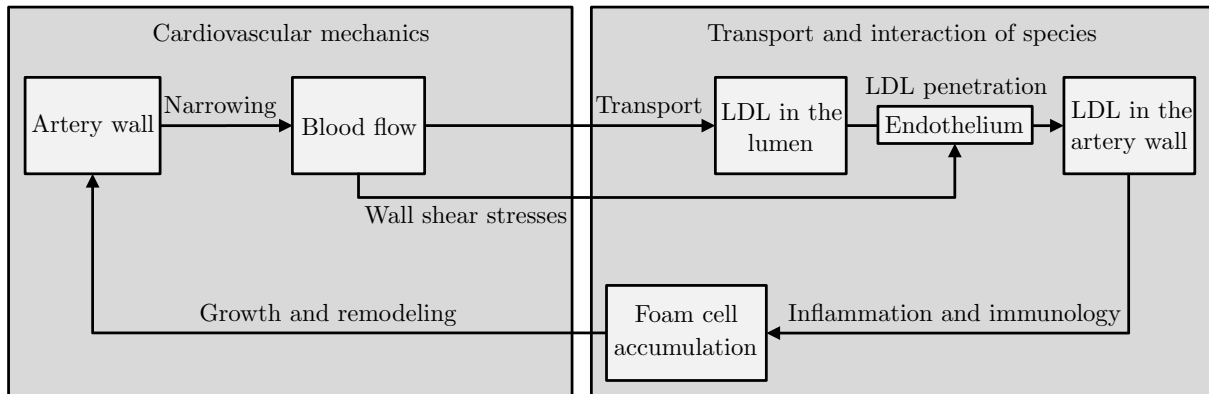 Cardiovascular mechanics
Transport and interaction of species
Artery wall
Narrowing
Blood flow
Transport
LDL in the
lumen
LDL penetration
Endothelium
LDL in the
artery wall
Wall shear stresses
Growth and remodeling
Foam cell
accumulation
Inflammation and immunology